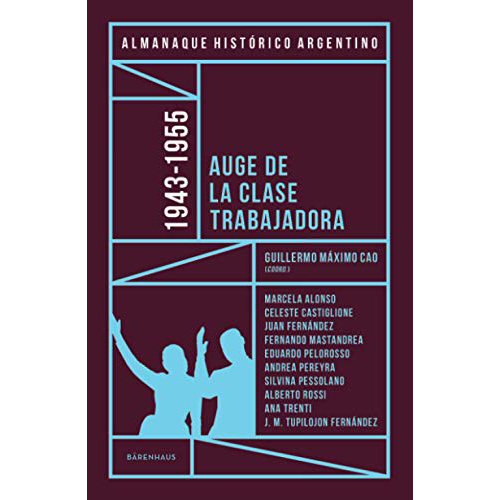 ALMANAQUE HISTÓRICO ARGENTINO
1943-1955
AUGE DE
LA CLASE
TRABAJADORA
GUILLERMO MÁXIMO CAO
(COORD.)
MARCELA ALONSO
CELESTE CASTIGLIONE
JUAN FERNÁNDEZ
FERNANDO MASTANDREA
EDUARDO PELOROSSO
ANDREA PEREYRA
SILVINA PESSOLANO
ALBERTO ROSSI
ANA TRENTI
J. M. TUPILOJON FERNÁNDEZ
BÄRENHAUS